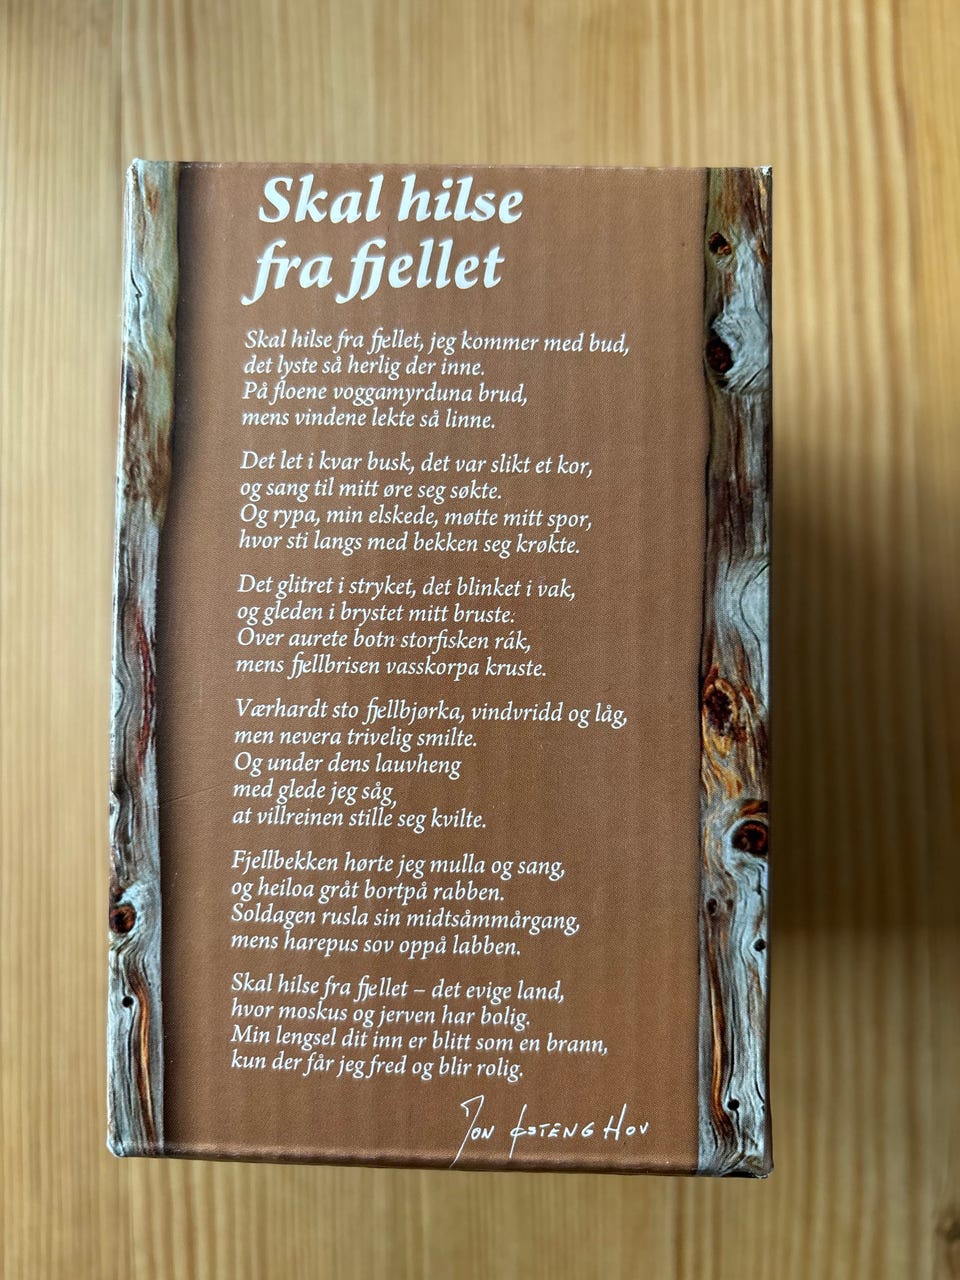 Skal hilse
fra fjellet
Skal hilse fra fjellet, jeg kommer med bud,
det lyste så herlig der inne.
På floene voggamyrduna brud,
mens vindene lekte så linne.
Det let i kvar busk, det var slikt et kor,
og sang til mitt øre seg søkte.
Og rypa, min elskede, møtte mitt spor,
hvor sti langs med bekken seg krøkte.
Det glitret i stryket, det blinket i vak,
og gleden i brystet mitt bruste.
Over aurete botn storfisken rák,
mens fjellbrisen vasskorpa kruste.
Værhardt sto fjellbjørka, vindvridd og låg,
men nevera trivelig smilte.
Og under dens lauvheng
med glede jeg såg,
at villreinen stille seg kvilte.
Fjellbekken hørte jeg mulla og sang,
og heiloa gråt bortpå rabben.
Soldagen rusla sin midtsåmmårgang,
mens harepus sov oppå labben.
Skal hilse fra fjellet – det evige land,
hvor moskus og jerven har bolig.
Min lengsel dit inn er blitt som en brann,
kun der får jeg fred og blir rolig.
Jon Østeng Hov